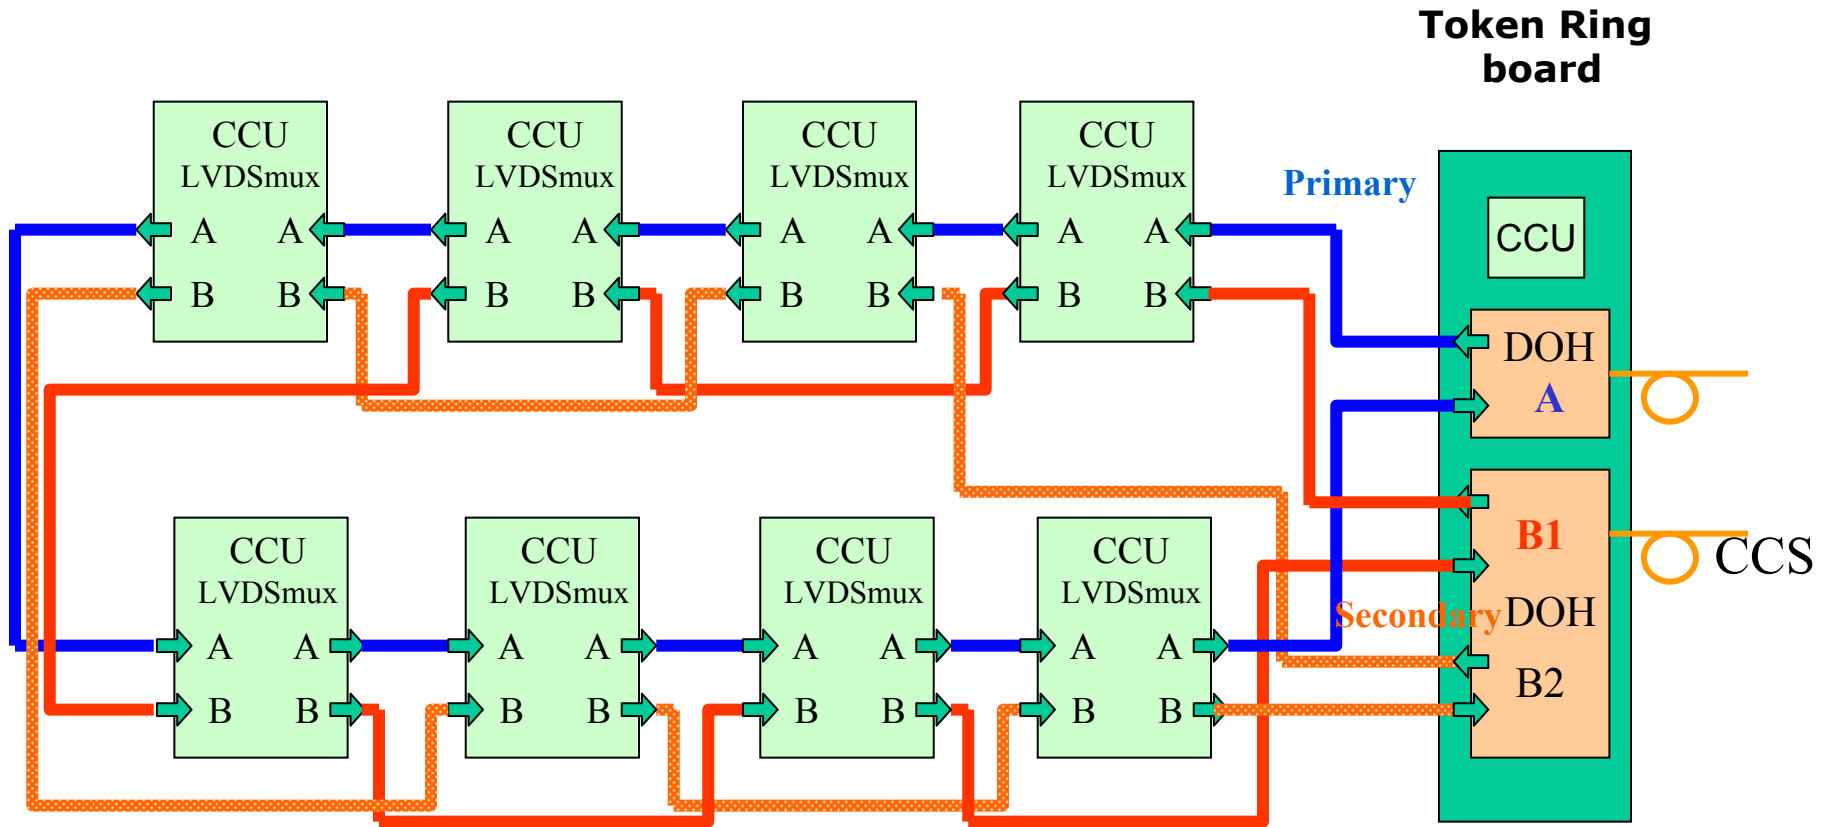 Token Ring
board
CCU CCU CCU CCU
LVDSmux LVDSmux LVDSmux LVDSmux
Primary
A A A A A A A A
CCU
B B B B B B B B
DOH
A
B1
CCS
CCU CCU CCU CCU
LVDSmux LVDSmux LVDSmux LVDSmux
Secondary DOH
A A A A A A A A
B2
B B B B B B B B